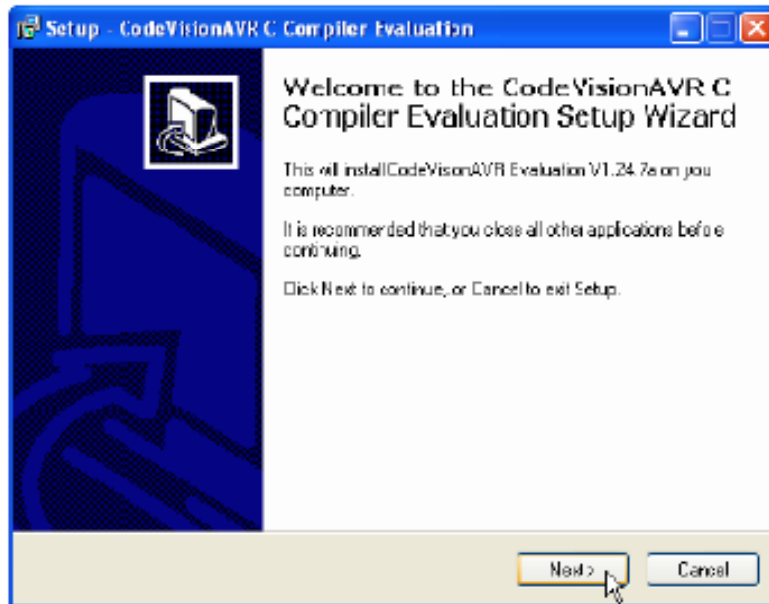 Setup - CodeVisionAVR C Compiler Evaluation
Welcome to the CodeVisionAVR C
Compiler Evaluation Setup Wizard
This will install CodeVisionAVR Evaluation V1.24.7a on you
computer.
It is recommended that you close all other applications before
continuing.
Click Next to continue, or Cancel to exit Setup.
Next >
Cancel